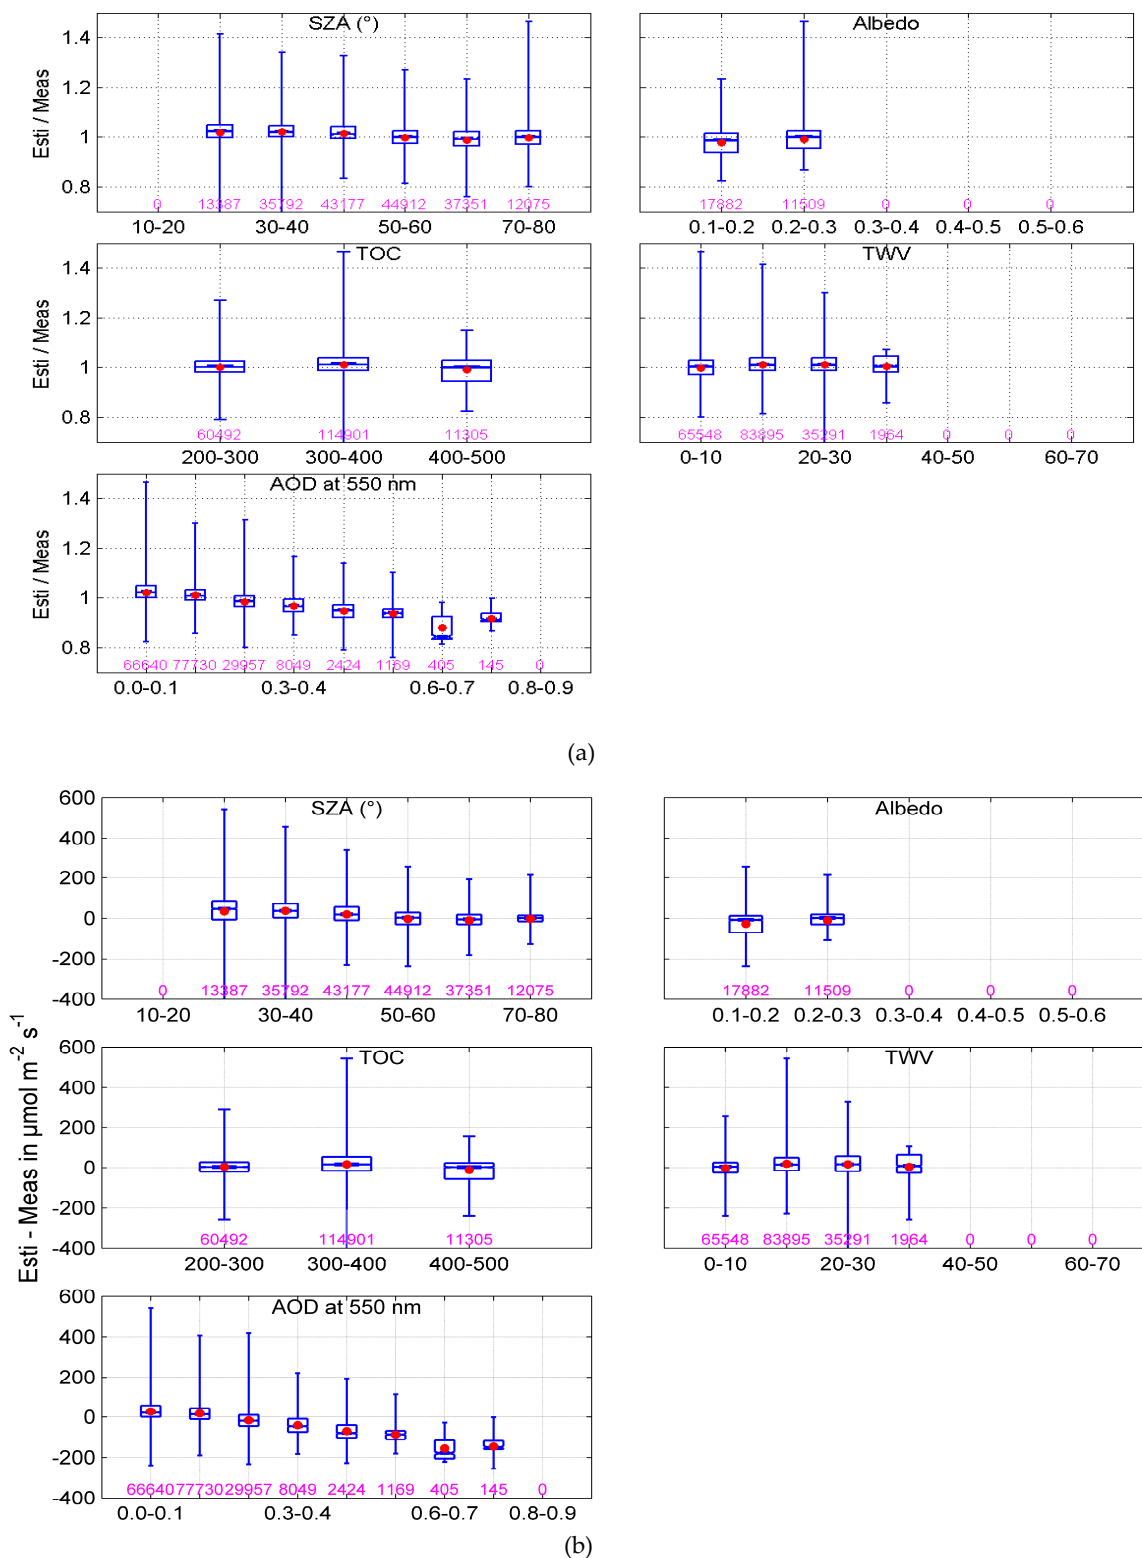 SZA (°)
Albedo
Esti / Meas
1.4
1.2
1
0.8
0 13387 35792 43177 44912 37351 12075
17882 11509 0 0 0
10-20 30-40 50-60 70-80
0.1-0.2 0.2-0.3 0.3-0.4 0.4-0.5 0.5-0.6
TOC
TWV
Esti / Meas
1.4
1.2
1
0.8
60492 114901 11305
65548 83895 35291 1964 0 0 0
200-300 300-400 400-500
0-10 20-30 40-50 60-70
AOD at 550 nm
Esti / Meas
1.4
1.2
1
0.8
66640 77730 29957 8049 2424 1169 405 145 0
0.0-0.1 0.3-0.4 0.6-0.7 0.8-0.9
(a)
Esti - Meas in μmol m⁻² s⁻¹
SZA (°)
Albedo
600
400
200
0
-200
-400
0 13387 35792 43177 44912 37351 12075
17882 11509 0 0 0
10-20 30-40 50-60 70-80
0.1-0.2 0.2-0.3 0.3-0.4 0.4-0.5 0.5-0.6
TOC
TWV
600
400
200
0
-200
-400
60492 114901 11305
65548 83895 35291 1964 0 0 0
200-300 300-400 400-500
0-10 20-30 40-50 60-70
AOD at 550 nm
600
400
200
0
-200
-400
66640 77730 29957 8049 2424 1169 405 145 0
0.0-0.1 0.3-0.4 0.6-0.7 0.8-0.9
(b)